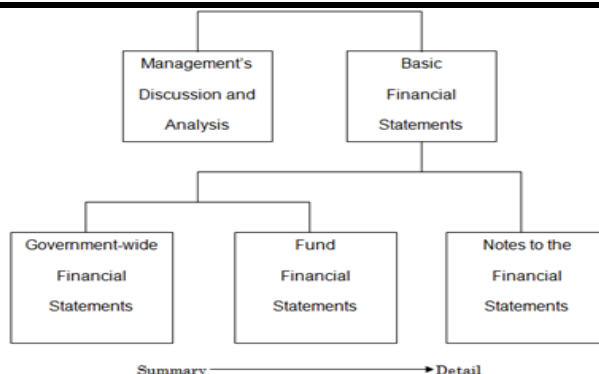 Management's
Discussion and
Analysis
Basic
Financial
Statements
Government-wide
Financial
Statements
Fund
Financial
Statements
Notes to the
Financial
Statements
Summary Detail